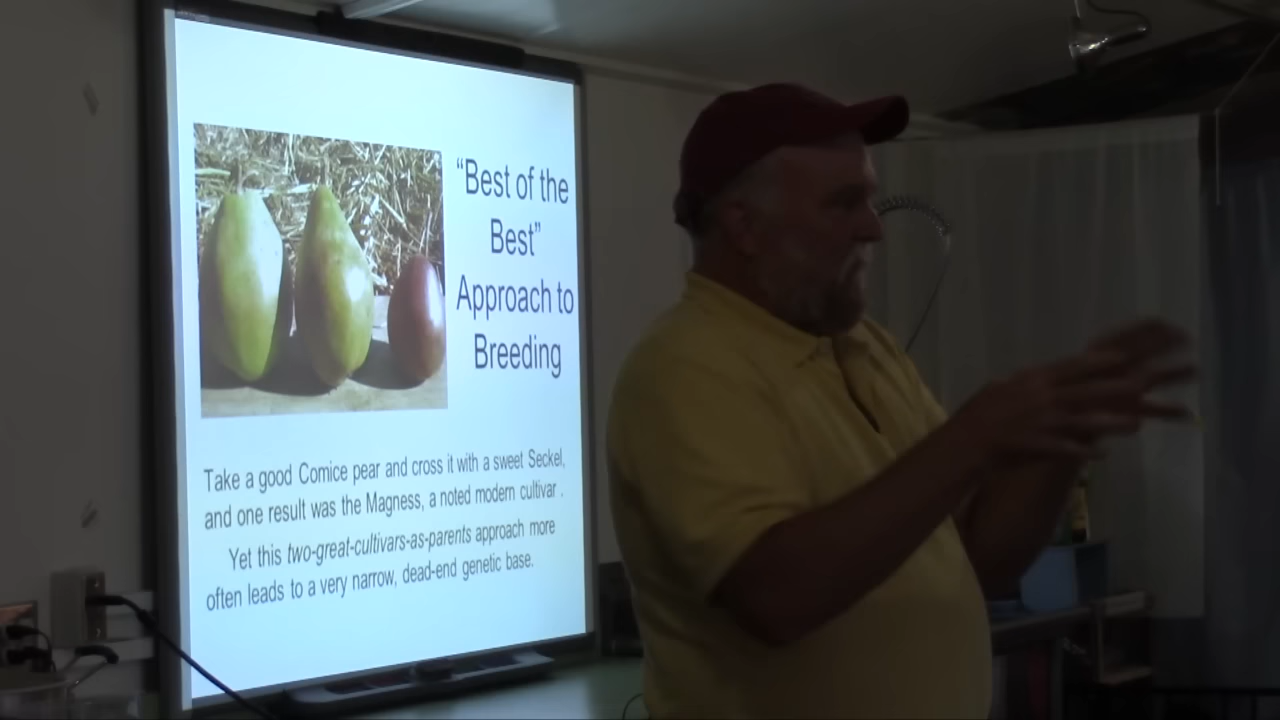 “Best of the
Best”
Approach to
Breeding
Take a good Comice pear and cross it with a sweet Seckel,
and one result was the Magness, a noted modern cultivar .
Yet this two-great-cultivars-as-parents approach more
often leads to a very narrow, dead-end genetic base.